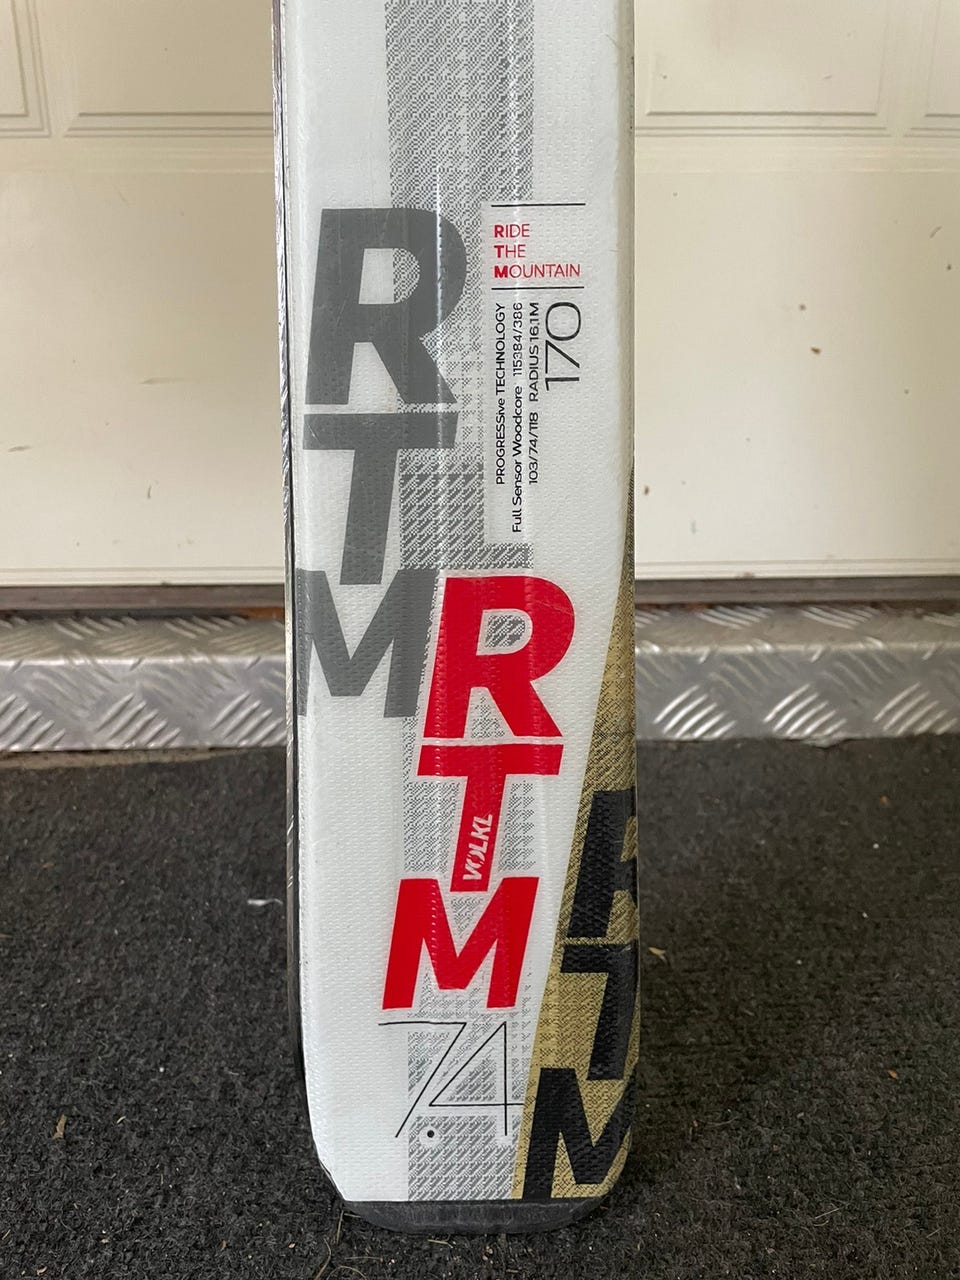 RTM
RIDE
THE
MOUNTAIN
170
PROGRESSive TECHNOLOGY
Full Sensor Woodcore 115384/386
103/74/118 RADIUS 16.1M
RTM
VÖLKL
74
RTM